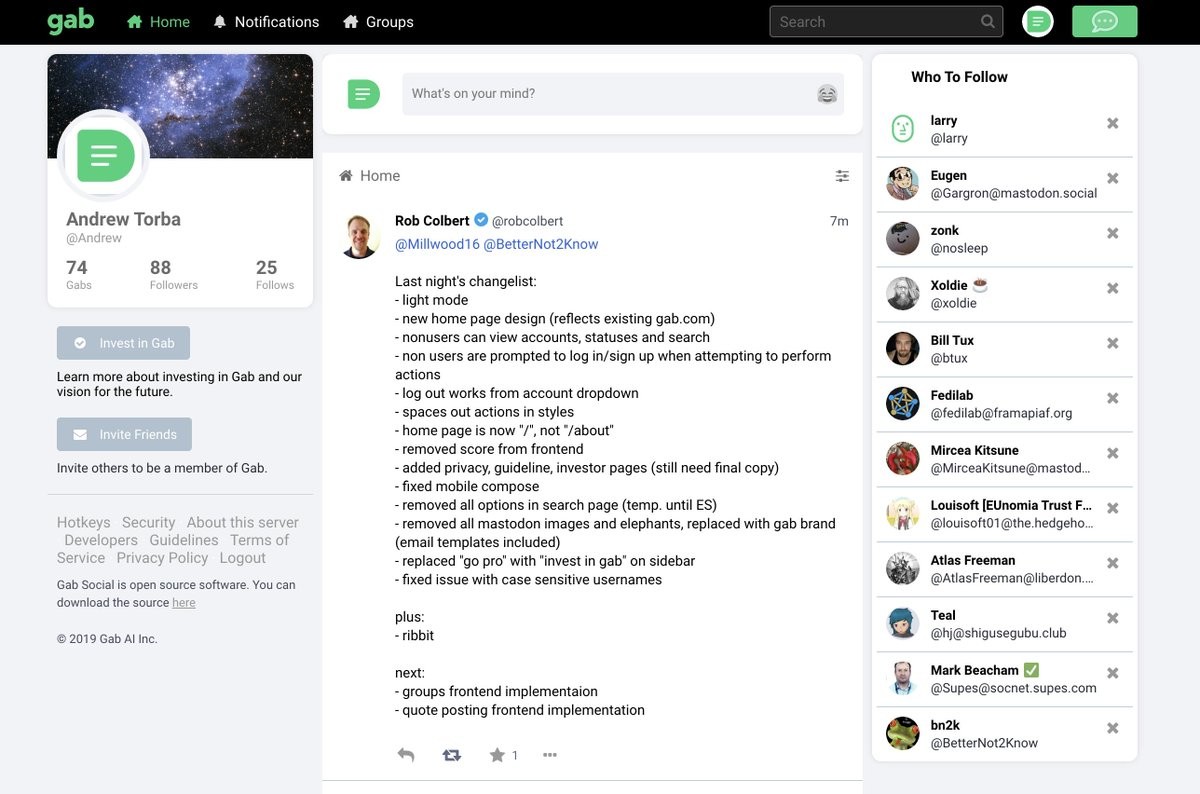 gab Home Notifications Groups Search
Andrew Torba
@Andrew
74 88 25
Gabs Followers Follows
Invest in Gab
Learn more about investing in Gab and our
vision for the future.
Invite Friends
Invite others to be a member of Gab.
Hotkeys Security About this server
Developers Guidelines Terms of
Service Privacy Policy Logout
Gab Social is open source software. You can
download the source here
© 2019 Gab AI Inc.
What's on your mind?
Home
Rob Colbert @robcolbert 7m
@Millwood16 @BetterNot2Know
Last night's changelist:
- light mode
- new home page design (reflects existing gab.com)
- nonusers can view accounts, statuses and search
- non users are prompted to log in/sign up when attempting to perform
actions
- log out works from account dropdown
- spaces out actions in styles
- home page is now "/", not "/about"
- removed score from frontend
- added privacy, guideline, investor pages (still need final copy)
- fixed mobile compose
- removed all options in search page (temp. until ES)
- removed all mastodon images and elephants, replaced with gab brand
(email templates included)
- replaced "go pro" with "invest in gab" on sidebar
- fixed issue with case sensitive usernames
plus:
- ribbit
next:
- groups frontend implementaion
- quote posting frontend implementation
1
Who To Follow
larry
@larry
Eugen
@Gargron@mastodon.social
zonk
@nosleep
Xoldie ☕
@xoldie
Bill Tux
@btux
Fedilab
@fedilab@framapiaf.org
Mircea Kitsune
@MirceaKitsune@mastod...
Louisoft [EUnomia Trust F...
@louisoft01@the.hedgeho...
Atlas Freeman
@AtlasFreeman@liberdon....
Teal
@hj@shigusegubu.club
Mark Beacham ✅
@Supes@socnet.supes.com
bn2k
@BetterNot2Know